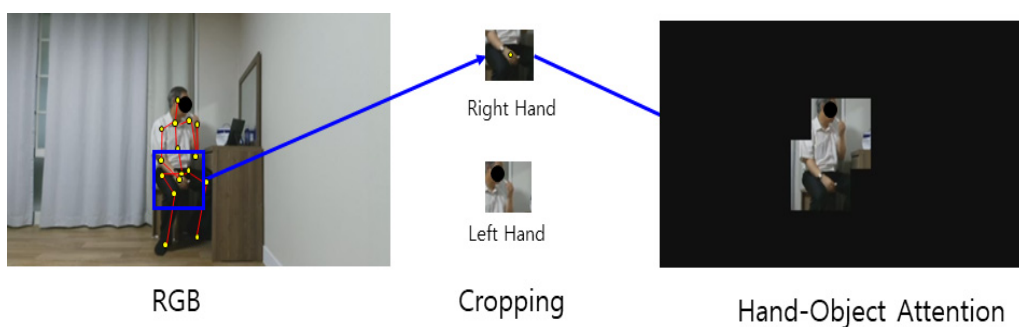 Right Hand
Left Hand
RGB
Cropping
Hand-Object Attention